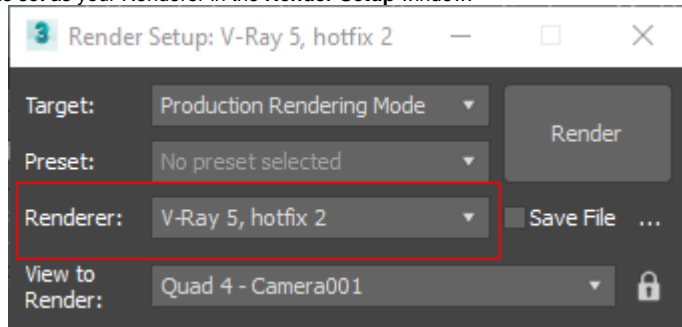 Render Setup: V-Ray 5, hotfix 2
Target: Production Rendering Mode
Render
Preset: No preset selected
Renderer: V-Ray 5, hotfix 2
Save File ...
View to
Render: Quad 4 - Camera001